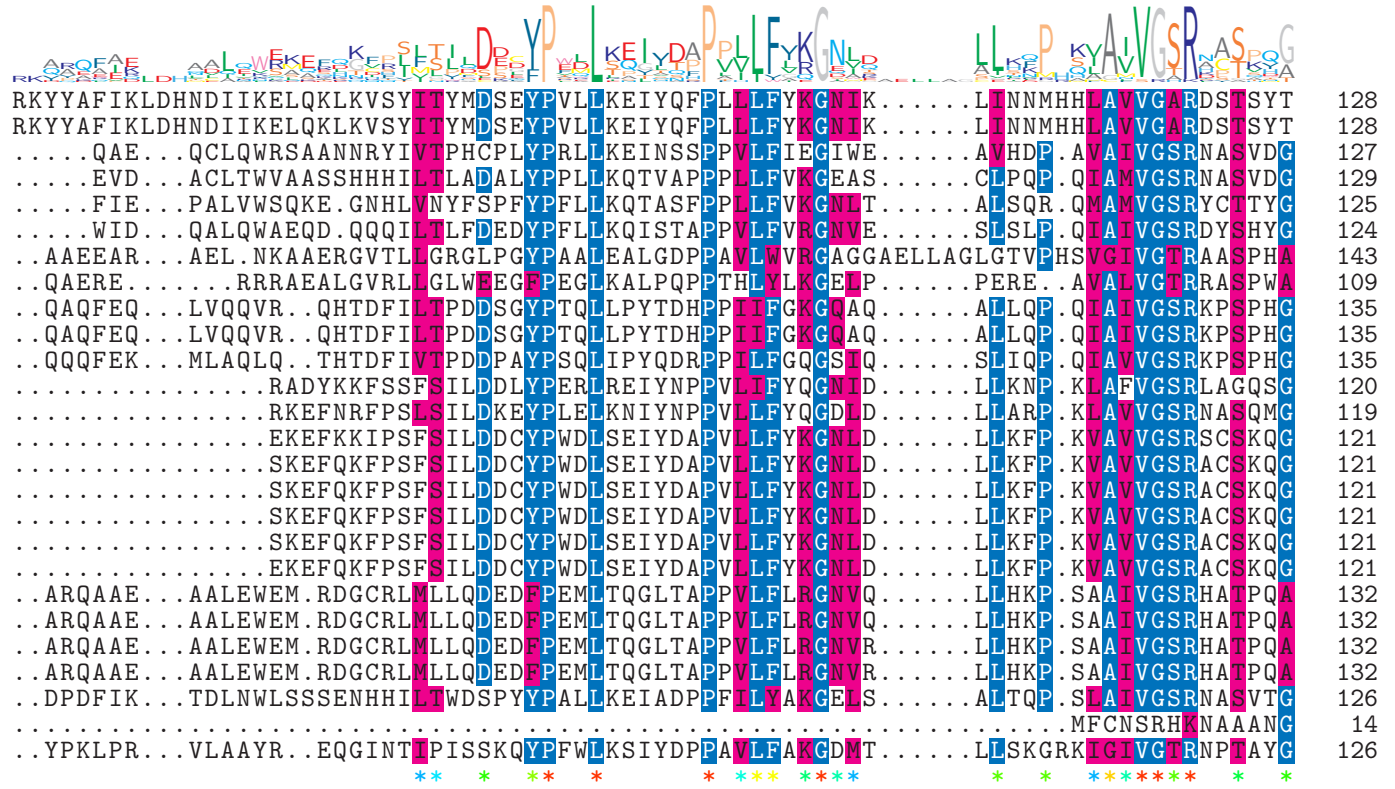 RKYYAFIKLDHNDIIKELQKLKVSYITYMDSEYPVLLKEIYQFPLLLFYKGNIK......LINNMHHLAVVGARDSTSYT 128
RKYYAFIKLDHNDIIKELQKLKVSYITYMDSEYPVLLKEIYQFPLLLFYKGNIK......LINNMHHLAVVGARDSTSYT 128
.....QAE...QCLQWRSAANNRYIVTPHCPLYPRLLKEINSSPPVLFIEGIWE......AVHDP.AVAIVGSRNASVDG 127
.....EVD...ACLTWVAASSHHHILTLADALYPPLLKQTVAPPPLLFVKGEAS......CLPQP.QIAMVGSRNASVDG 129
.....FIE...PALVWSQKE.GNHLVNYFSPFYPFLLKQTASFPPLLFVKGNLT......ALSQR.QMAMVGSRYCTTYG 125
.....WID...QALQWAEQD.QQQILTLFDEDYPFLLKQISTAPPVLFVRGNVE......SLSLP.QIAIVGSRDYSHYG 124
..AAEEAR...AEL.NKAAERGVTLLGRGLPGYPAALEALGDPPAVLWVRGAGGAELLAGLGTVPHSVGIVGTRAASPHA 143
..QAERE.......RRRAEALGVRLLGLWEEGFPEGLKALPQPPTHLYLKGELP......PERE..AVALVGTRRASPWA 109
..QAQFEQ...LVQQVR..QHTDFILTPDDSGYPTQLLPYTDHPPIIFGKGQAQ......ALLQP.QIAIVGSRKPSPHG 135
..QAQFEQ...LVQQVR..QHTDFILTPDDSGYPTQLLPYTDHPPIIFGKGQAQ......ALLQP.QIAIVGSRKPSPHG 135
..QQQFEK...MLAQLQ..THTDFIVTPDDPAYPSQLIPYQDRPPILFGQGSIQ......SLIQP.QIAVVGSRKPSPHG 135
................RADYKKFSSFSILDDLYPERLREIYNPPVLIFYQGNID......LLKNP.KLAFVGSRLAGQSG 120
................RKEFNRFPSLSILDKEYPLELKNIYNPPVLLFYQGDLD......LLARP.KLAVVGSRNASQMG 119
................EKEFKKIPSFSILDDCYPWDLSEIYDAPVLLFYKGNLD......LLKFP.KVAVVGSRSCSKQG 121
................SKEFQKFPSFSILDDCYPWDLSEIYDAPVLLFYKGNLD......LLKFP.KVAVVGSRACSKQG 121
................SKEFQKFPSFSILDDCYPWDLSEIYDAPVLLFYKGNLD......LLKFP.KVAVVGSRACSKQG 121
................SKEFQKFPSFSILDDCYPWDLSEIYDAPVLLFYKGNLD......LLKFP.KVAVVGSRACSKQG 121
................SKEFQKFPSFSILDDCYPWDLSEIYDAPVLLFYKGNLD......LLKFP.KVAVVGSRACSKQG 121
................EKEFQKFPSFSILDDCYPWDLSEIYDAPVLLFYKGNLD......LLKFP.KVAVVGSRACSKQG 121
..ARQAAE...AALEWEM.RDGCRLMLLQDEDFPEMLTQGLTAPPVLFLRGNVQ......LLHKP.SAAIVGSRHATPQA 132
..ARQAAE...AALEWEM.RDGCRLMLLQDEDFPEMLTQGLTAPPVLFLRGNVQ......LLHKP.SAAIVGSRHATPQA 132
..ARQAAE...AALEWEM.RDGCRLMLLQDEDFPEMLTQGLTAPPVLFLRGNVR......LLHKP.SAAIVGSRHATPQA 132
..ARQAAE...AALEWEM.RDGCRLMLLQDEDFPEMLTQGLTAPPVLFLRGNVR......LLHKP.SAAIVGSRHATPQA 132
..DPDFIK...TDLNWLSSSENHHILTWDSPYYPALLKEIADPPFILYAKGELS......ALTQP.SLAIVGSRNASVTG 126
..................................................................MFCNSRHKNAAANG 14
..YPKLPR...VLAAYR..EQGINTIPISSKQYPFWLKSIYDPPAVLFAKGDMT......LLSKGRKIGIVGTRNPTAYG 126
** * ** * * *** **** * * ******* * *